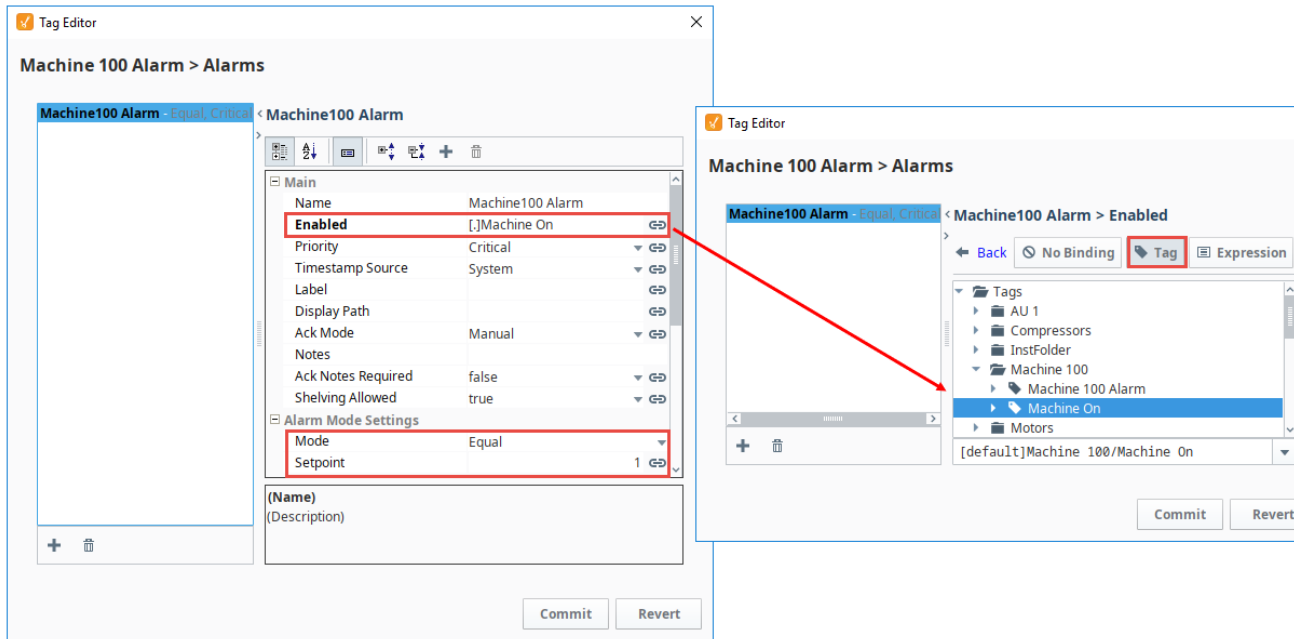 Tag Editor
Machine 100 Alarm > Alarms
Machine100 Alarm - Equal, Critical
Machine100 Alarm
Main
Name Machine100 Alarm
Enabled [.]Machine On
Priority Critical
Timestamp Source System
Label
Display Path
Ack Mode Manual
Notes
Ack Notes Required false
Shelving Allowed true
Alarm Mode Settings
Mode Equal
Setpoint 1
(Name)
(Description)
Commit Revert
Tag Editor
Machine 100 Alarm > Alarms
Machine100 Alarm - Equal, Critical
Machine100 Alarm > Enabled
Back No Binding Tag Expression
Tags
AU 1
Compressors
InstFolder
Machine 100
Machine 100 Alarm
Machine On
Motors
[default]Machine 100/Machine On
Commit Revert